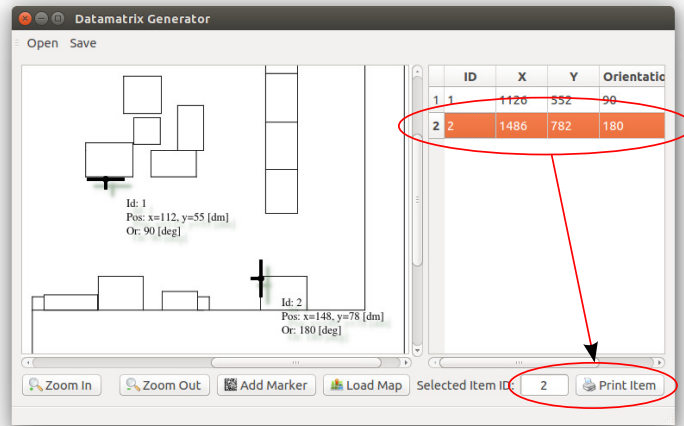 Datamatrix Generator
Open Save
ID X Y Orientatio
1 1 1126 552 90
2 2 1486 782 180
Id: 1
Pos: x=112, y=55 [dm]
Or: 90 [deg]
Id: 2
Pos: x=148, y=78 [dm]
Or: 180 [deg]
Zoom In Zoom Out Add Marker Load Map Selected Item ID: 2 Print Item